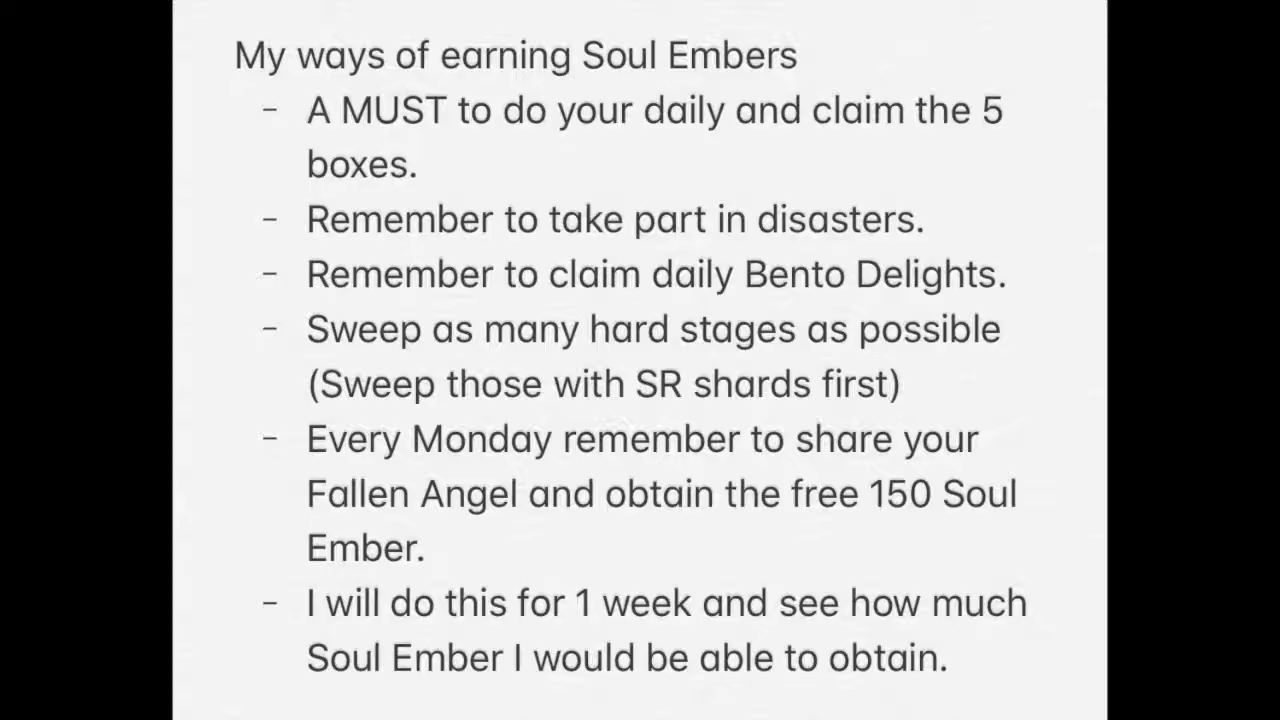 My ways of earning Soul Embers
- A MUST to do your daily and claim the 5
boxes.
- Remember to take part in disasters.
- Remember to claim daily Bento Delights.
- Sweep as many hard stages as possible
(Sweep those with SR shards first)
- Every Monday remember to share your
Fallen Angel and obtain the free 150 Soul
Ember.
- I will do this for 1 week and see how much
Soul Ember I would be able to obtain.